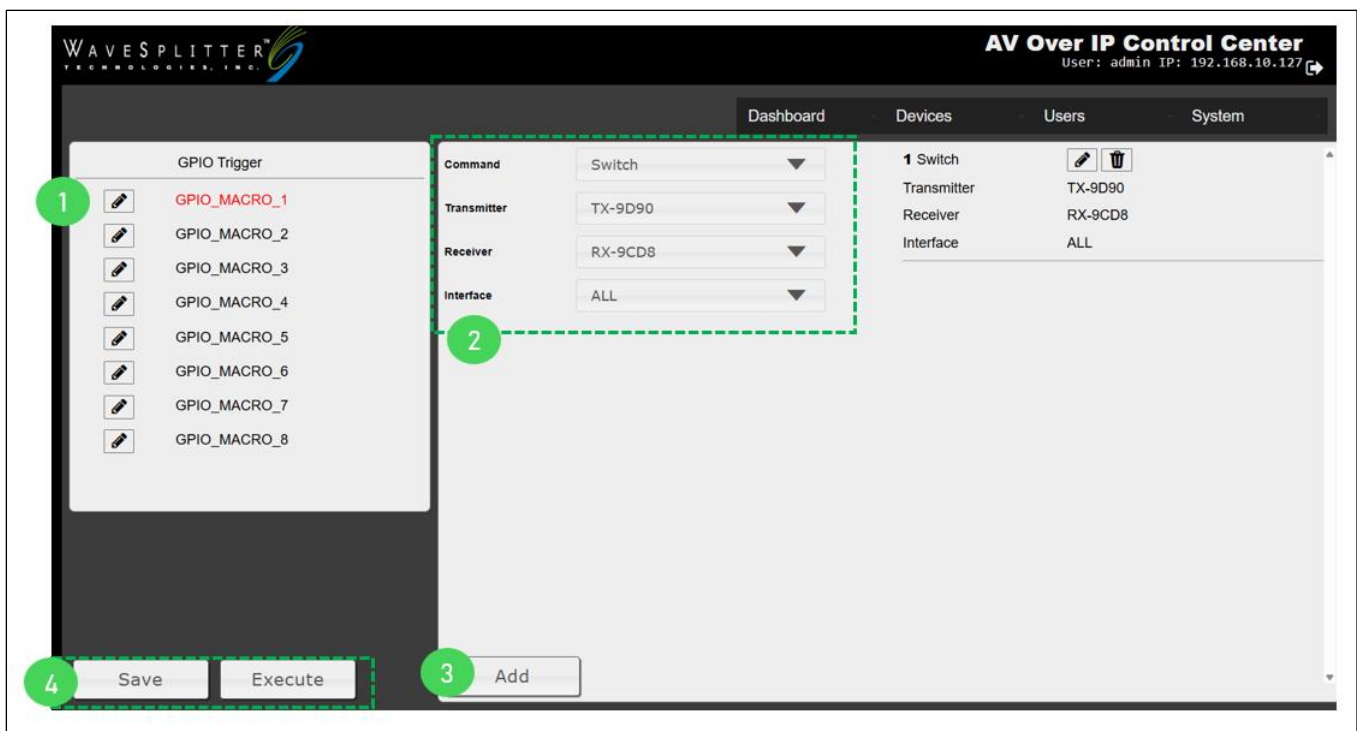 WAVESPLITTER™
TECHNOLOGIES, INC.
AV Over IP Control Center
User: admin IP: 192.168.10.127
Dashboard Devices Users System
GPIO Trigger
1 GPIO_MACRO_1
GPIO_MACRO_2
GPIO_MACRO_3
GPIO_MACRO_4
GPIO_MACRO_5
GPIO_MACRO_6
GPIO_MACRO_7
GPIO_MACRO_8
Command Switch
Transmitter TX-9D90
Receiver RX-9CD8
Interface ALL
2
1 Switch
Transmitter TX-9D90
Receiver RX-9CD8
Interface ALL
4 Save Execute
3 Add